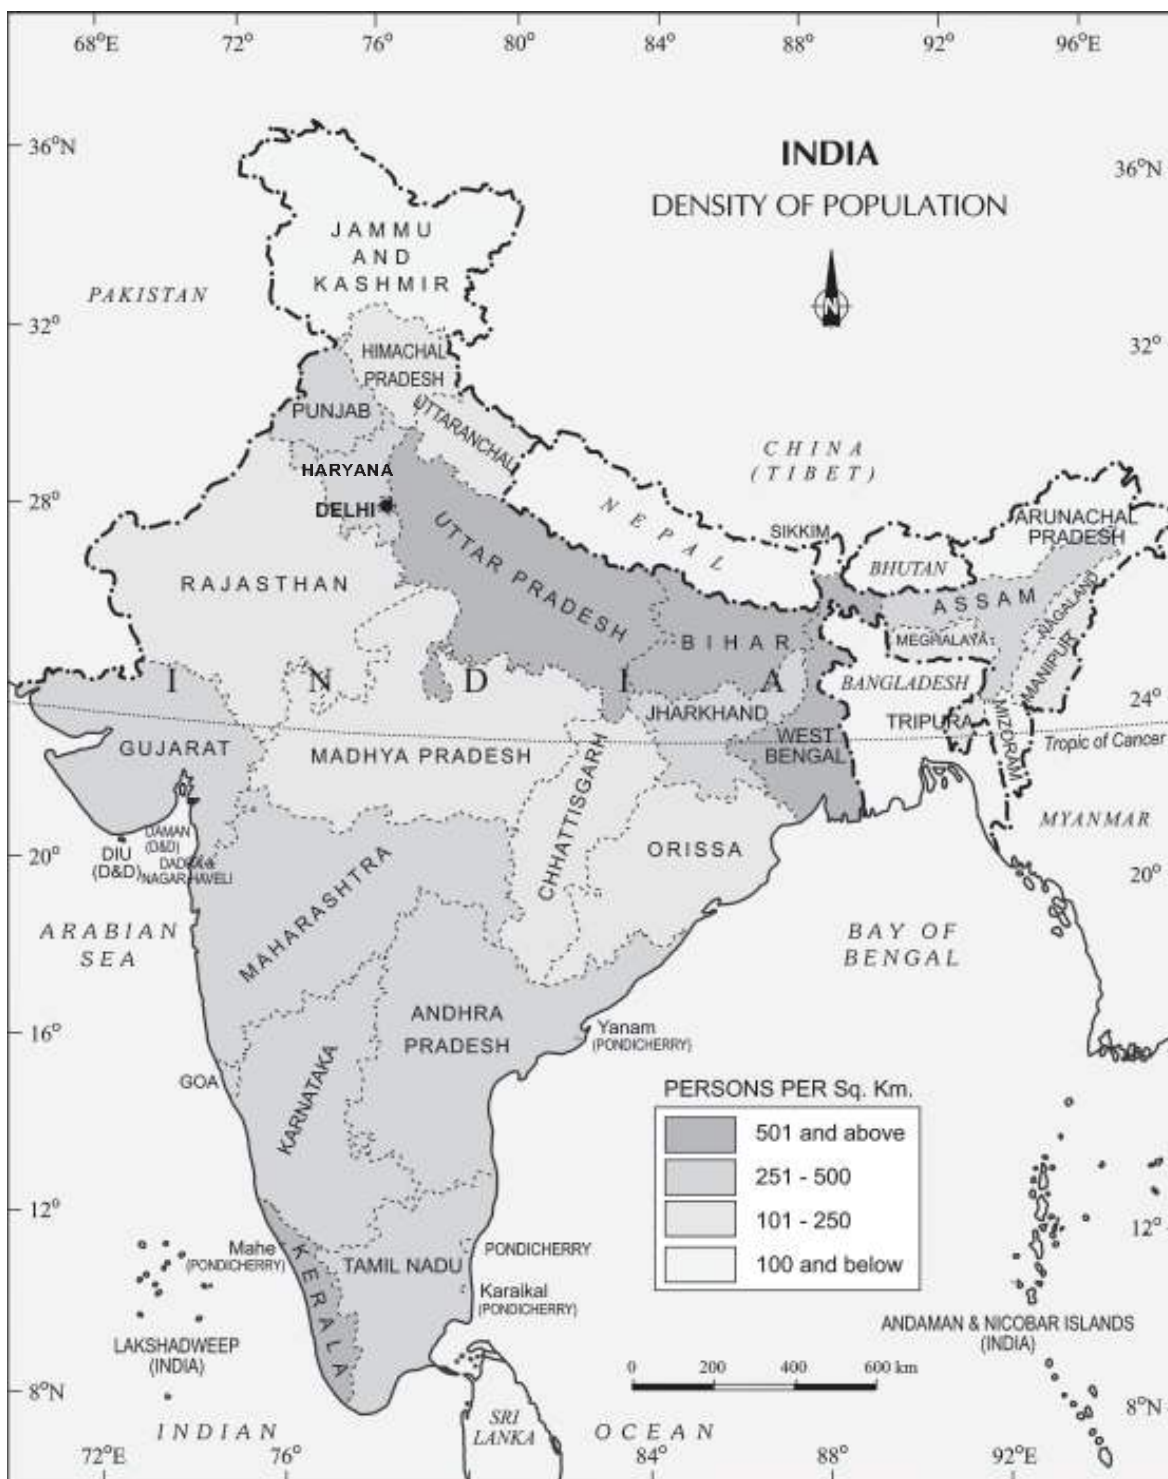 68°E 72° 76° 80° 84° 88° 92° 96°E
36°N
INDIA
36°N
DENSITY OF POPULATION
JAMMU
AND
KASHMIR
PAKISTAN
N
32°
32°
HIMACHAL
PRADESH
PUNJAB
UTTARANCHAL
CHINA
(TIBET)
HARYANA
28°
DELHI
NEPAL
SIKKIM
ARUNACHAL
PRADESH
28°
UTTAR PRADESH
BHUTAN
RAJASTHAN
ASSAM
NAGALAND
BIHAR
MEGHALAYA
MANIPUR
INDIA
BANGLADESH
24°
JHARKHAND
TRIPURA
MIZORAM
Tropic of Cancer
GUJARAT
MADHYA PRADESH
WEST
BENGAL
CHHATTISGARH
MYANMAR
DAMAN
(D&D)
ORISSA
20°
DIU
(D&D)
DADRA &
NAGAR HAVELI
20°
MAHARASHTRA
ARABIAN
SEA
BAY OF
BENGAL
ANDHRA
PRADESH
16°
Yanam
(PONDICHERRY)
16°
KARNATAKA
GOA
PERSONS PER Sq. Km.
501 and above
251 - 500
101 - 250
100 and below
12°
12°
Mahe
(PONDICHERRY)
KERALA
TAMIL NADU
PONDICHERRY
Karaikal
(PONDICHERRY)
LAKSHADWEEP
(INDIA)
ANDAMAN & NICOBAR ISLANDS
(INDIA)
0 200 400 600 km
8°N
8°N
SRI
LANKA
INDIAN OCEAN
72°E 76° 84° 88° 92°E